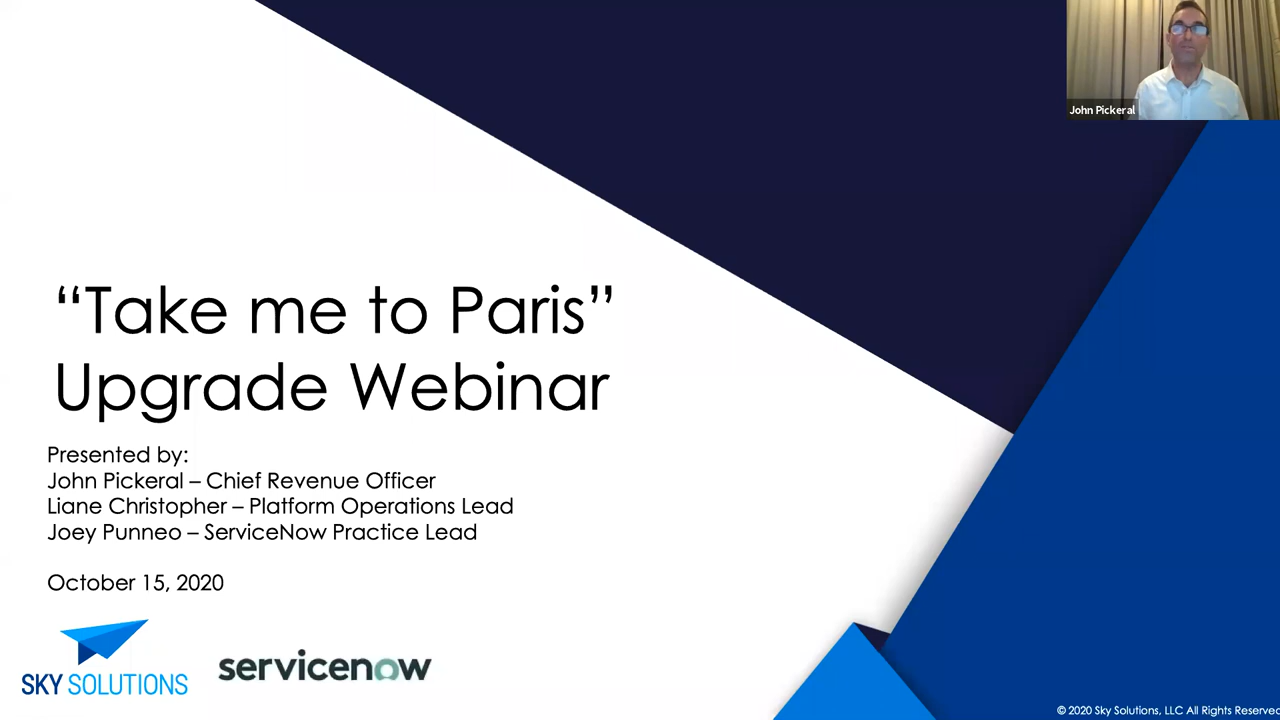 John Pickeral
“Take me to Paris”
Upgrade Webinar
Presented by:
John Pickeral – Chief Revenue Officer
Liane Christopher – Platform Operations Lead
Joey Punneo – ServiceNow Practice Lead
October 15, 2020
SKY SOLUTIONS
servicenow
© 2020 Sky Solutions, LLC All Rights Reserved